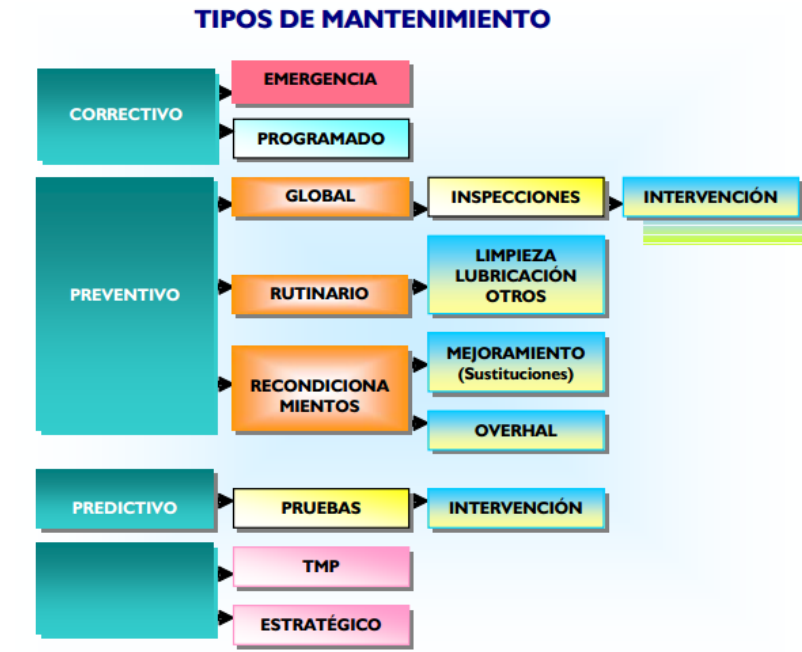 TIPOS DE MANTENIMIENTO
CORRECTIVO
EMERGENCIA
PROGRAMADO
PREVENTIVO
GLOBAL
INSPECCIONES
INTERVENCIÓN
RUTINARIO
LIMPIEZA
LUBRICACIÓN
OTROS
RECONDICIONA
MIENTOS
MEJORAMIENTO
(Sustituciones)
OVERHAL
PREDICTIVO
PRUEBAS
INTERVENCIÓN
TMP
ESTRATÉGICO